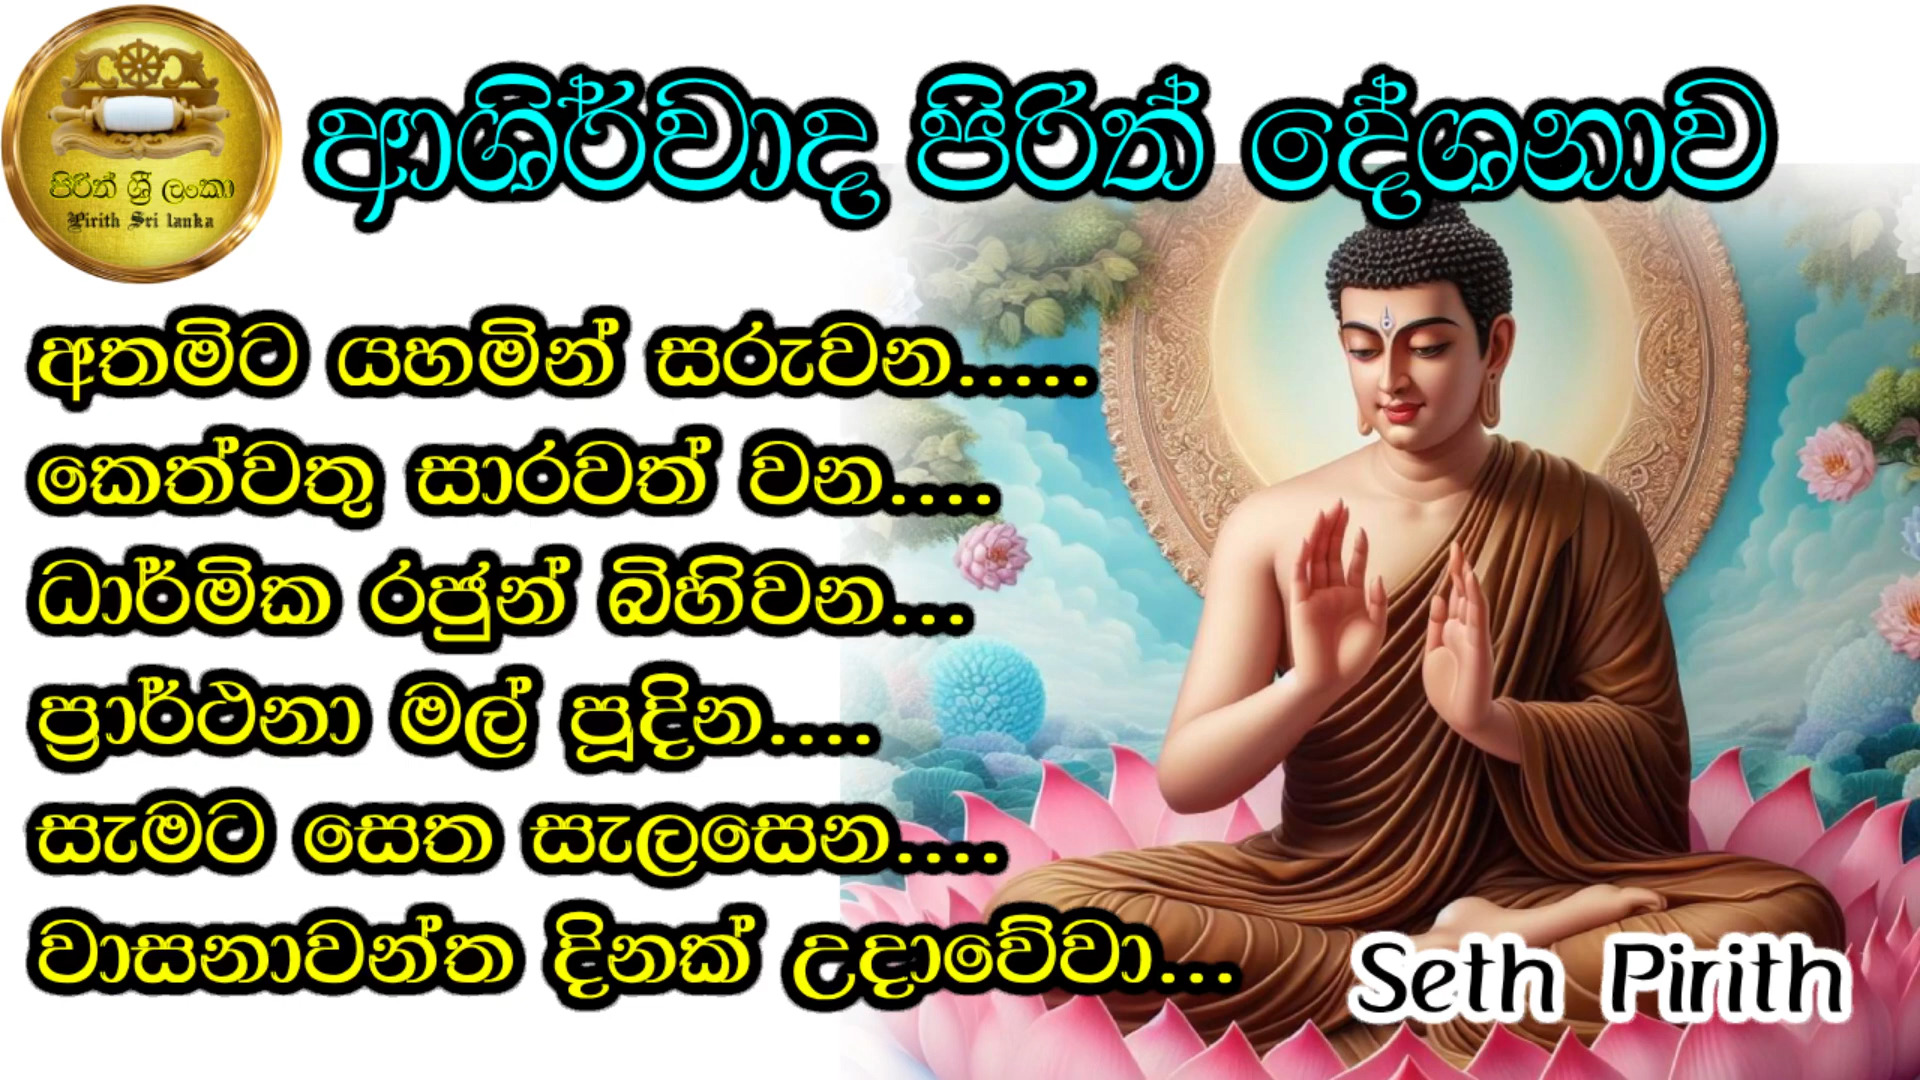 පිරිත් ශ්‍රී ලංකා
Pirith Sri lanka
ආශිර්වාද පිරිත් දේශනාව
අතමිට යහමින් සරුවන.....
කෙත්වතු සාරවත් වන....
ධාර්මික රජුන් බිහිවන...
ප්‍රාර්ථනා මල් පූදින....
සැමට සෙත සැලසෙන....
වාසනාවන්ත දිනක් උදාවේවා...
Seth Pirith